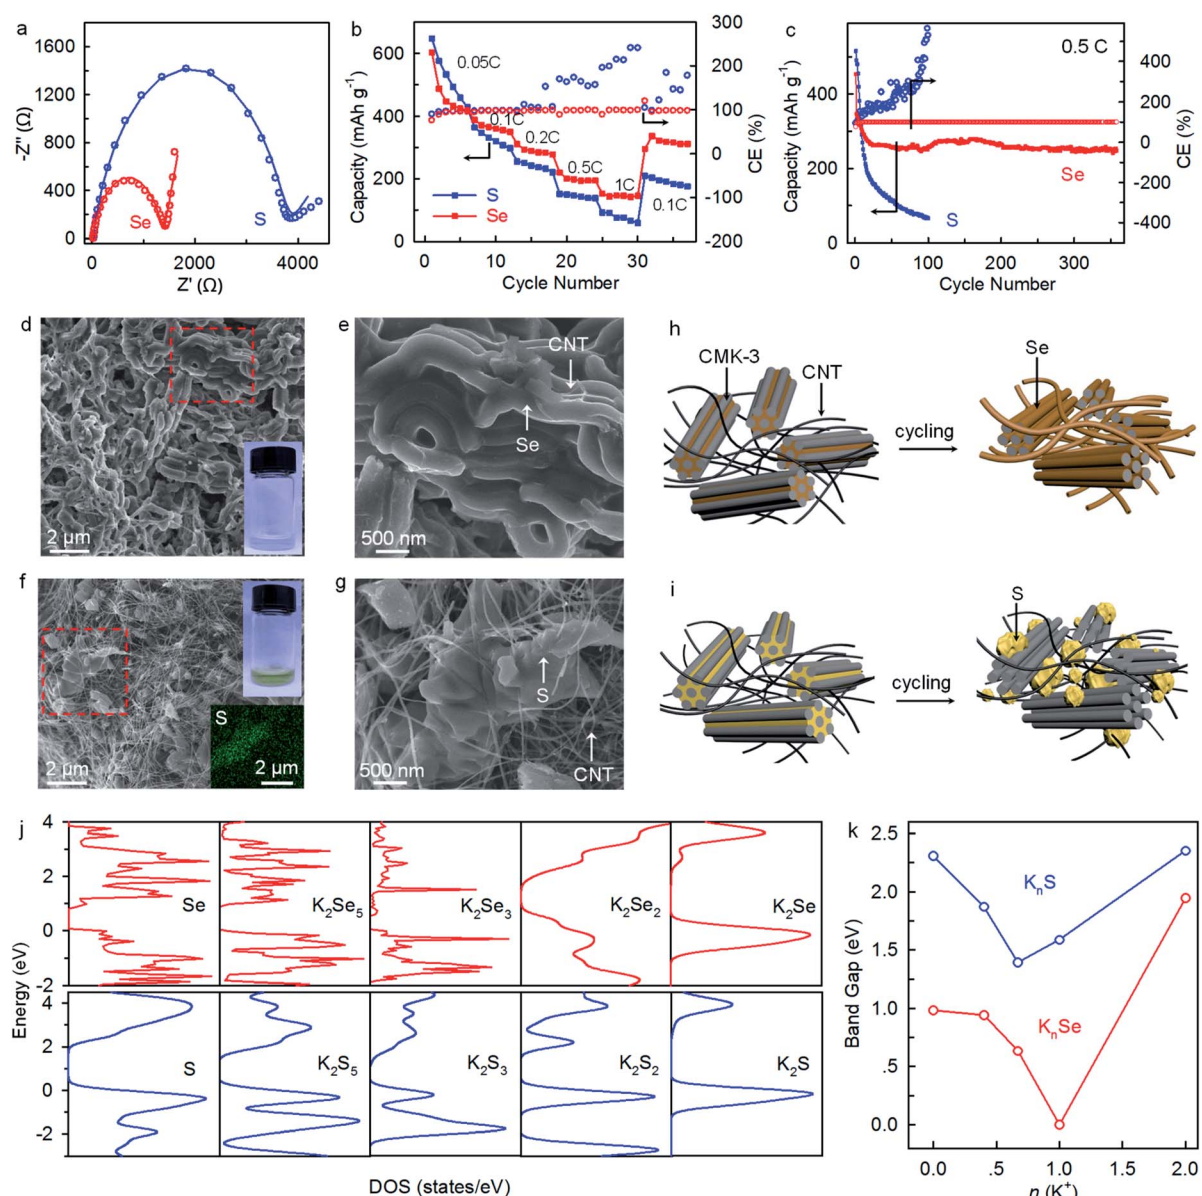 a
1600
1200
800
400
0
-Z'' (Ω)
Se
S
0
2000
4000
Z' (Ω)
b
600
400
200
0
Capacity (mAh g⁻¹)
0.05C
0.1C
0.2C
0.5C
1C
0.1C
S
Se
300
200
100
0
-100
-200
CE (%)
0
10
20
30
Cycle Number
c
0.5 C
400
200
0
Capacity (mAh g⁻¹)
Se
S
400
200
0
-200
-400
CE (%)
0
100
200
300
Cycle Number
d
2 μm
e
CNT
Se
500 nm
h
CMK-3
CNT
cycling
Se
f
S
2 μm
2 μm
g
S
CNT
500 nm
i
cycling
S
j
4
2
0
-2
Se
K₂Se₅
K₂Se₃
K₂Se₂
K₂Se
Energy (eV)
4
2
0
-2
S
K₂S₅
K₂S₃
K₂S₂
K₂S
DOS (states/eV)
k
2.5
2.0
1.5
1.0
.5
0.0
Band Gap (eV)
KₙS
KₙSe
0.0
.5
1.0
1.5
2.0
n (K⁺)